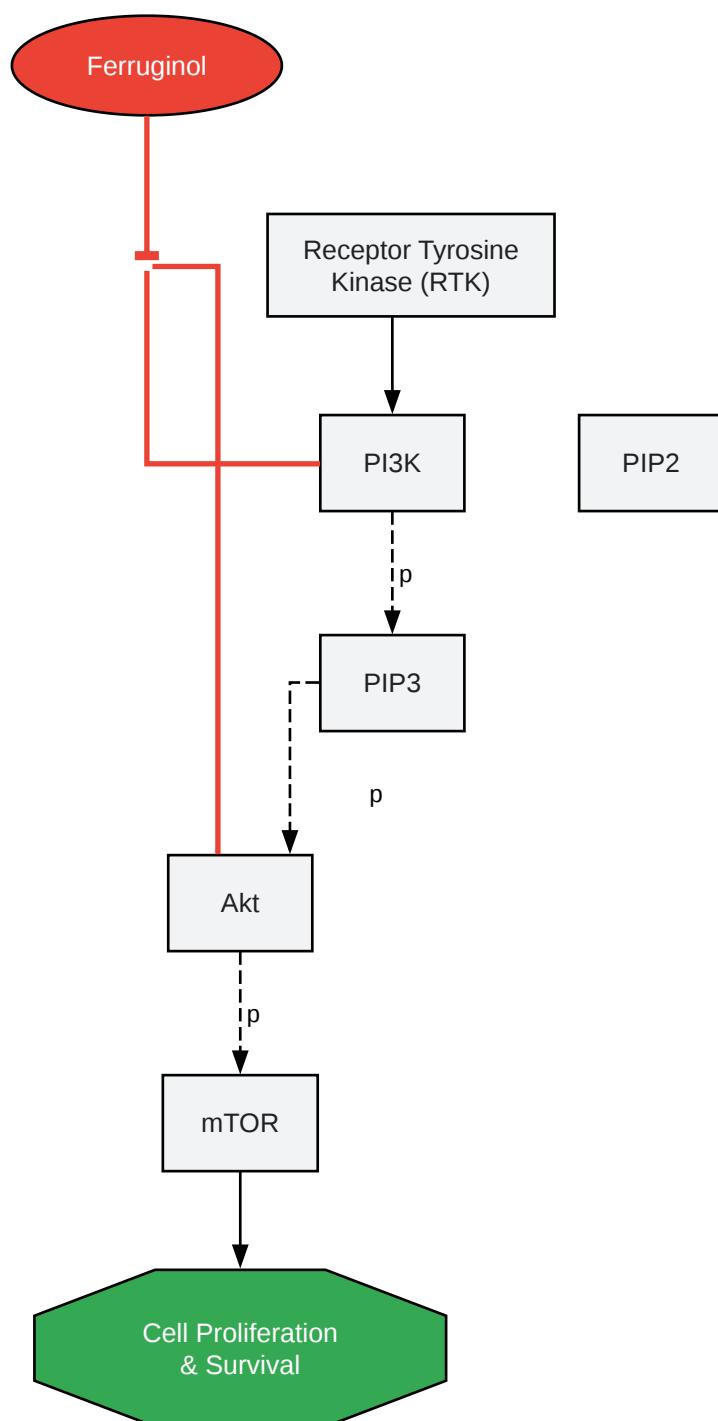 Ferruginol
Receptor Tyrosine
Kinase (RTK)
PI3K
PIP2
p
PIP3
p
Akt
p
mTOR
Cell Proliferation
& Survival